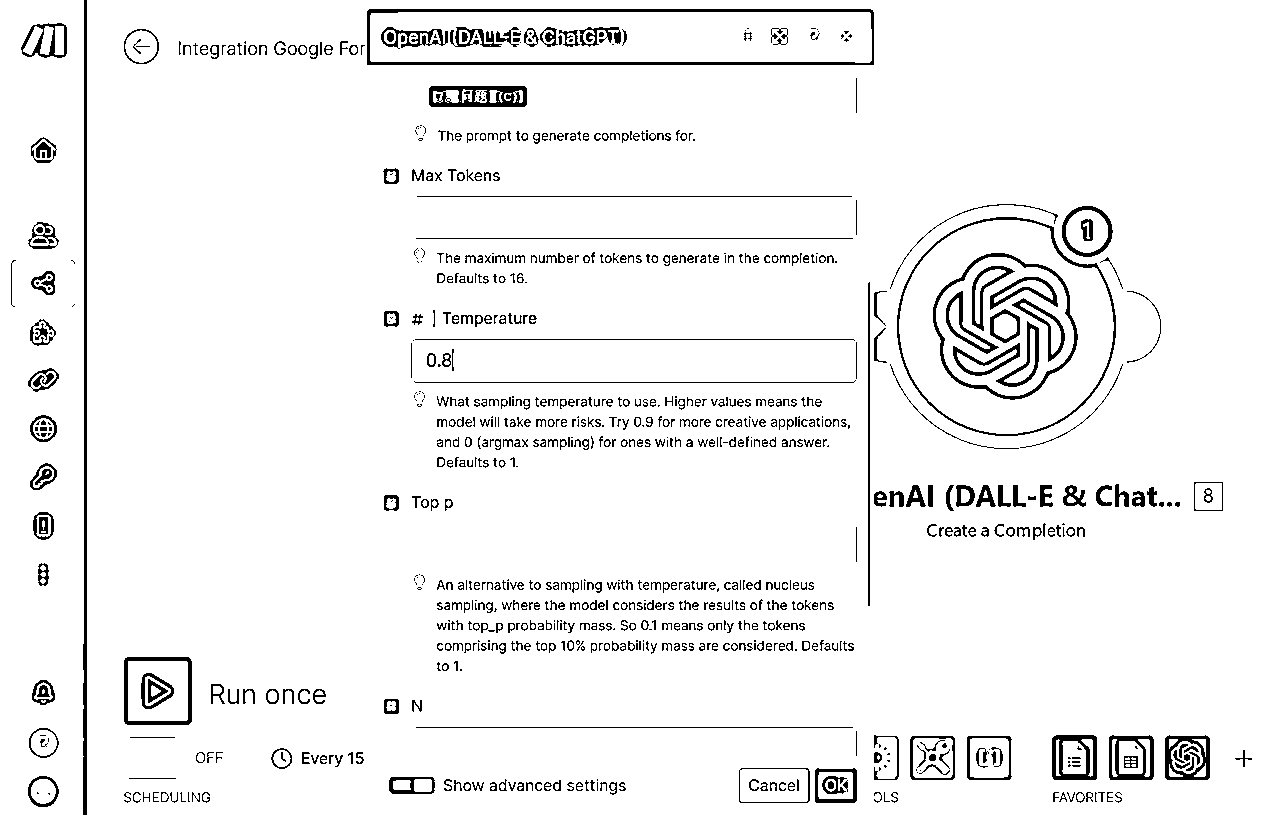 Integration Google For
OpenAI (DALL-E & ChatGPT)
The prompt to generate completions for.
Max Tokens
The maximum number of tokens to generate in the completion.
Defaults to 16.
# | Temperature
0.8
What sampling temperature to use. Higher values means the
model will take more risks. Try 0.9 for more creative applications,
and 0 (argmax sampling) for ones with a well-defined answer.
Defaults to 1.
Top p
An alternative to sampling with temperature, called nucleus
sampling, where the model considers the results of the tokens
with top_p probability mass. So 0.1 means only the tokens
comprising the top 10% probability mass are considered. Defaults
to 1.
N
Show advanced settings
Cancel
OK
1
enAI (DALL-E & Chat...
8
Create a Completion
Run once
OFF
Every 15
SCHEDULING
OLS
FAVORITES